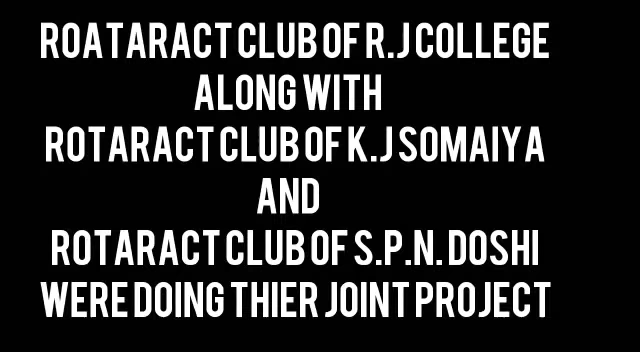 ROATARACT CLUB OF R.J COLLEGE
ALONG WITH
ROTARACT CLUB OF K.J SOMAIYA
AND
ROTARACT CLUB OF S.P.N. DOSHI
WERE DOING THIER JOINT PROJECT